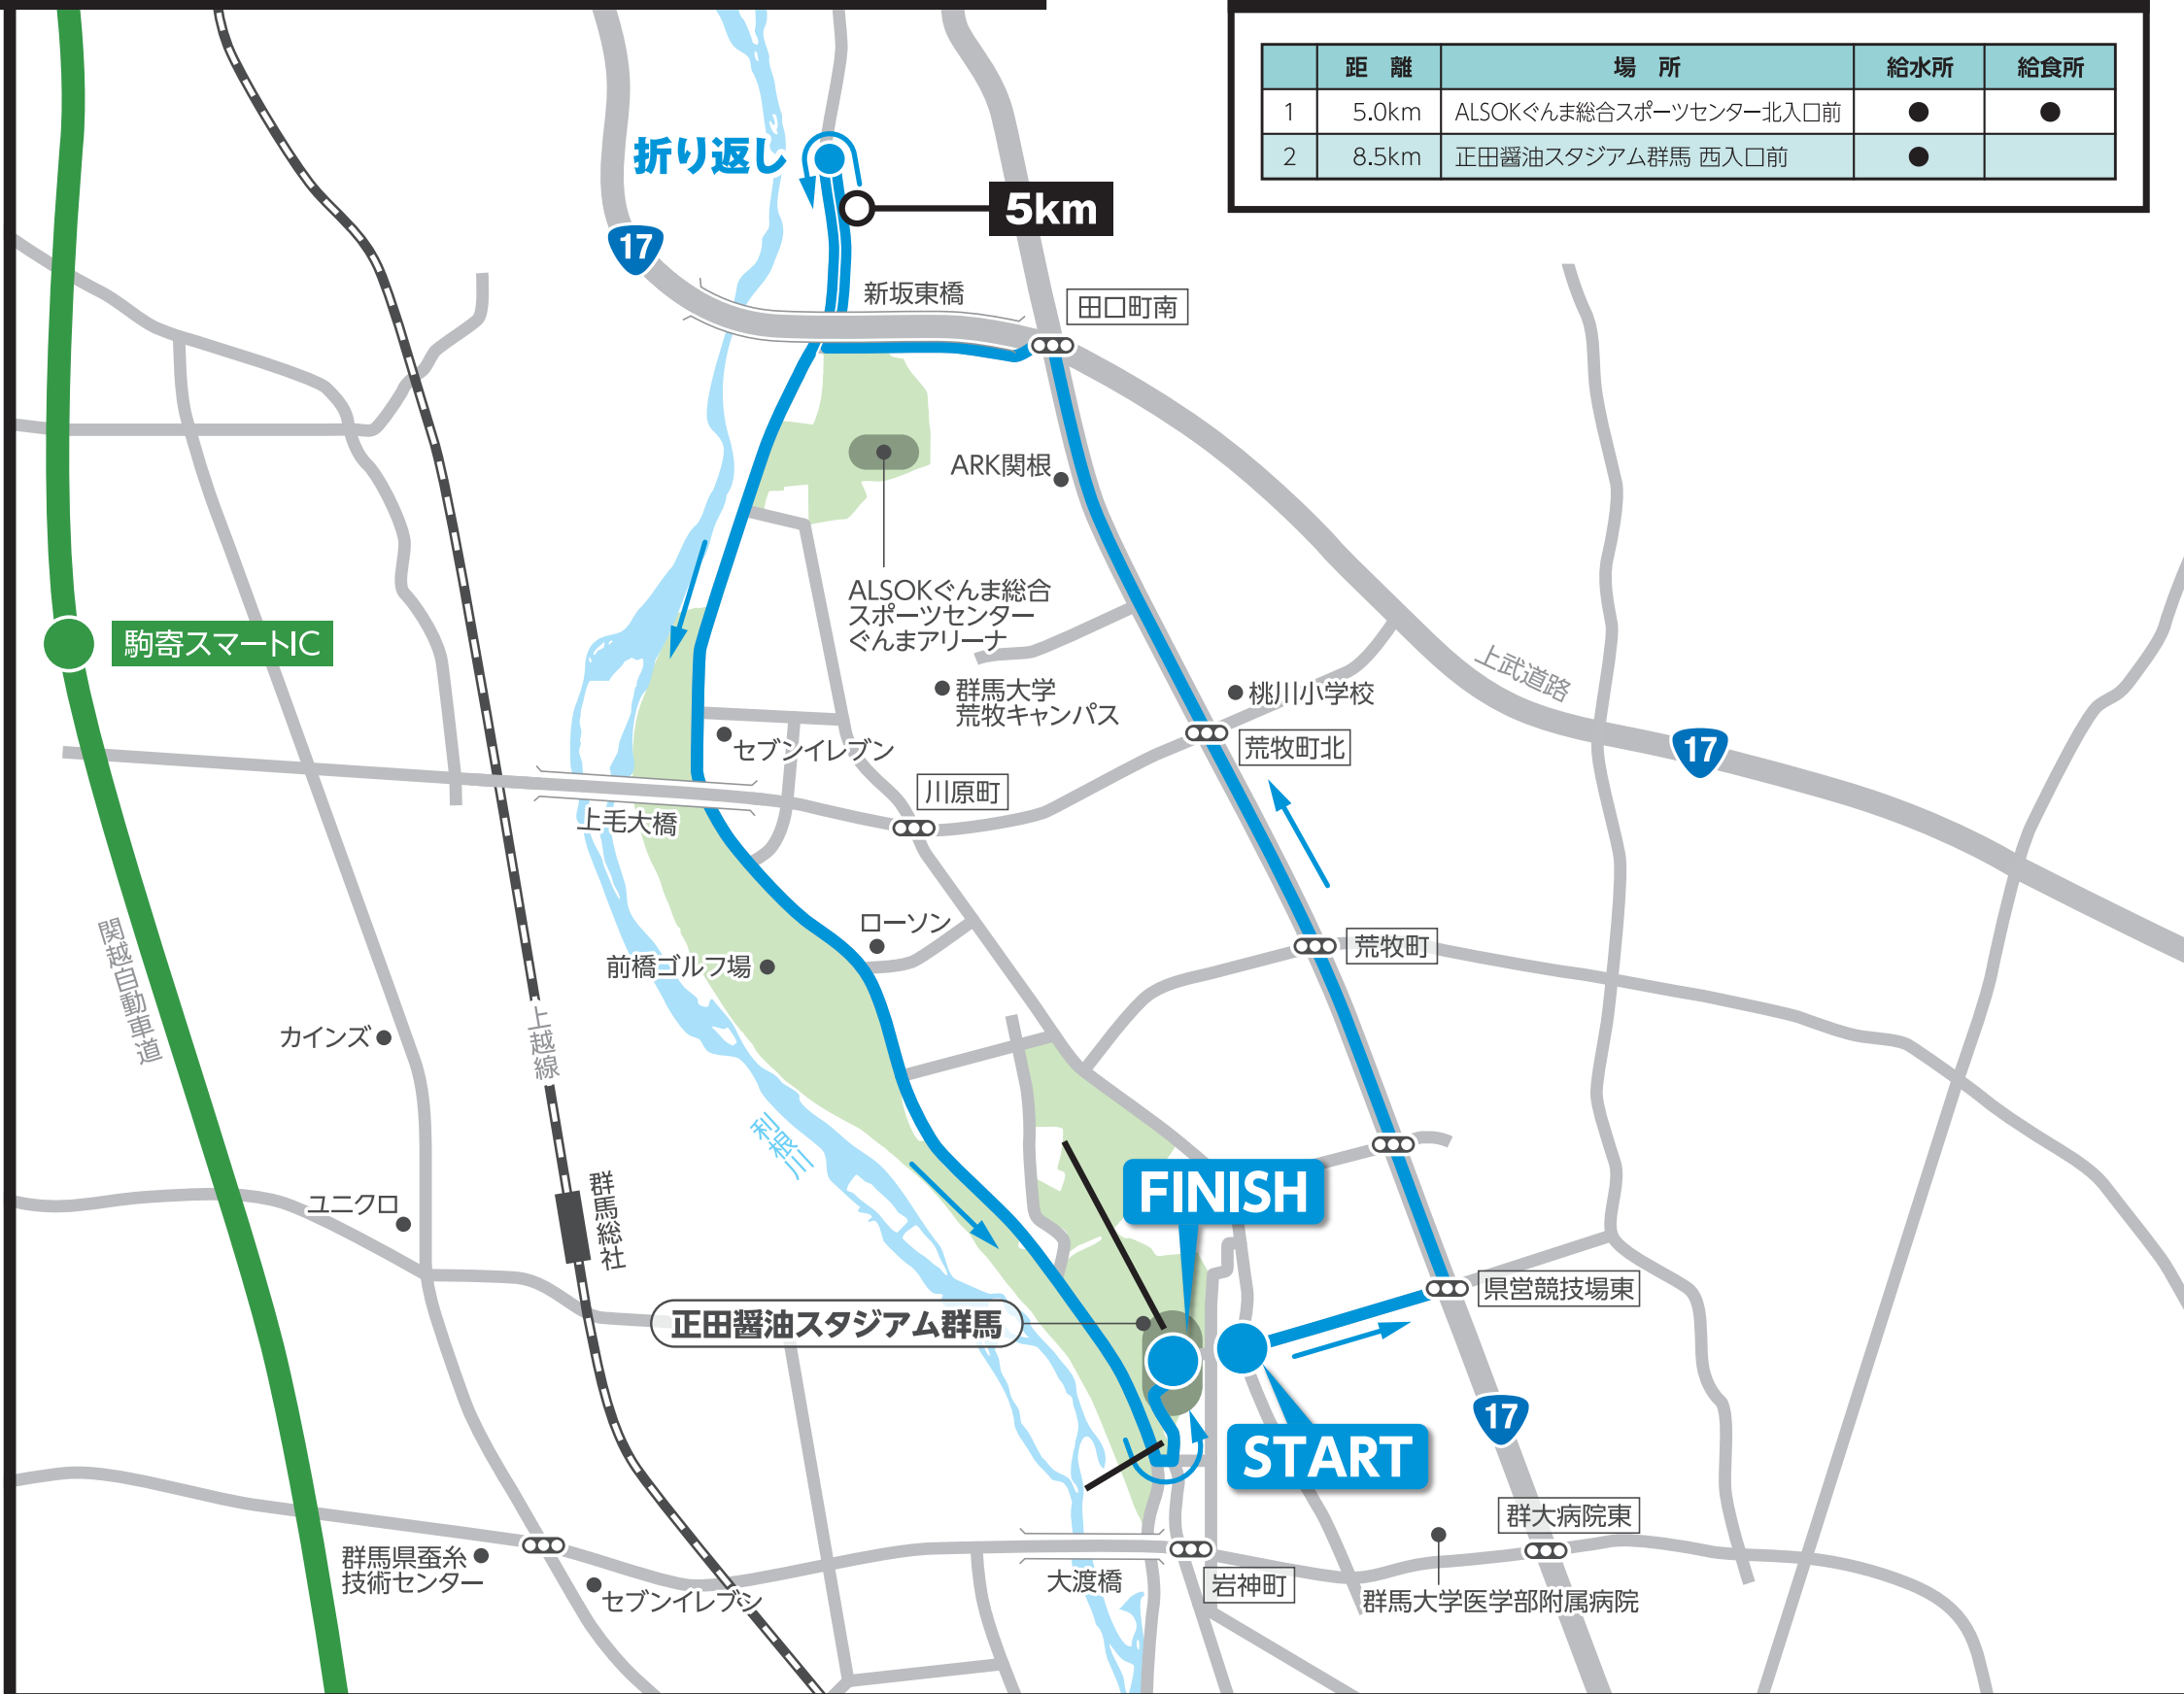 距 離 場 所 給水所 給食所
1 5.0km ALSOKぐんま総合スポーツセンター北入口前 ● ●
2 8.5km 正田醤油スタジアム群馬 西入口前 ●
折り返し
5km
17
新坂東橋
田口町南
ARK関根
ALSOKぐんま総合
スポーツセンター
ぐんまアリーナ
駒寄スマートIC
上武道路
群馬大学
荒牧キャンパス
桃川小学校
荒牧町北
17
セブンイレブン
川原町
上毛大橋
ローソン
荒牧町
前橋ゴルフ場
関越自動車道
カインズ
上越線
利根川
FINISH
ユニクロ
群馬総社
県営競技場東
正田醤油スタジアム群馬
17
START
群大病院東
群馬県蚕糸
技術センター
セブンイレブン
大渡橋
岩神町
群馬大学医学部附属病院